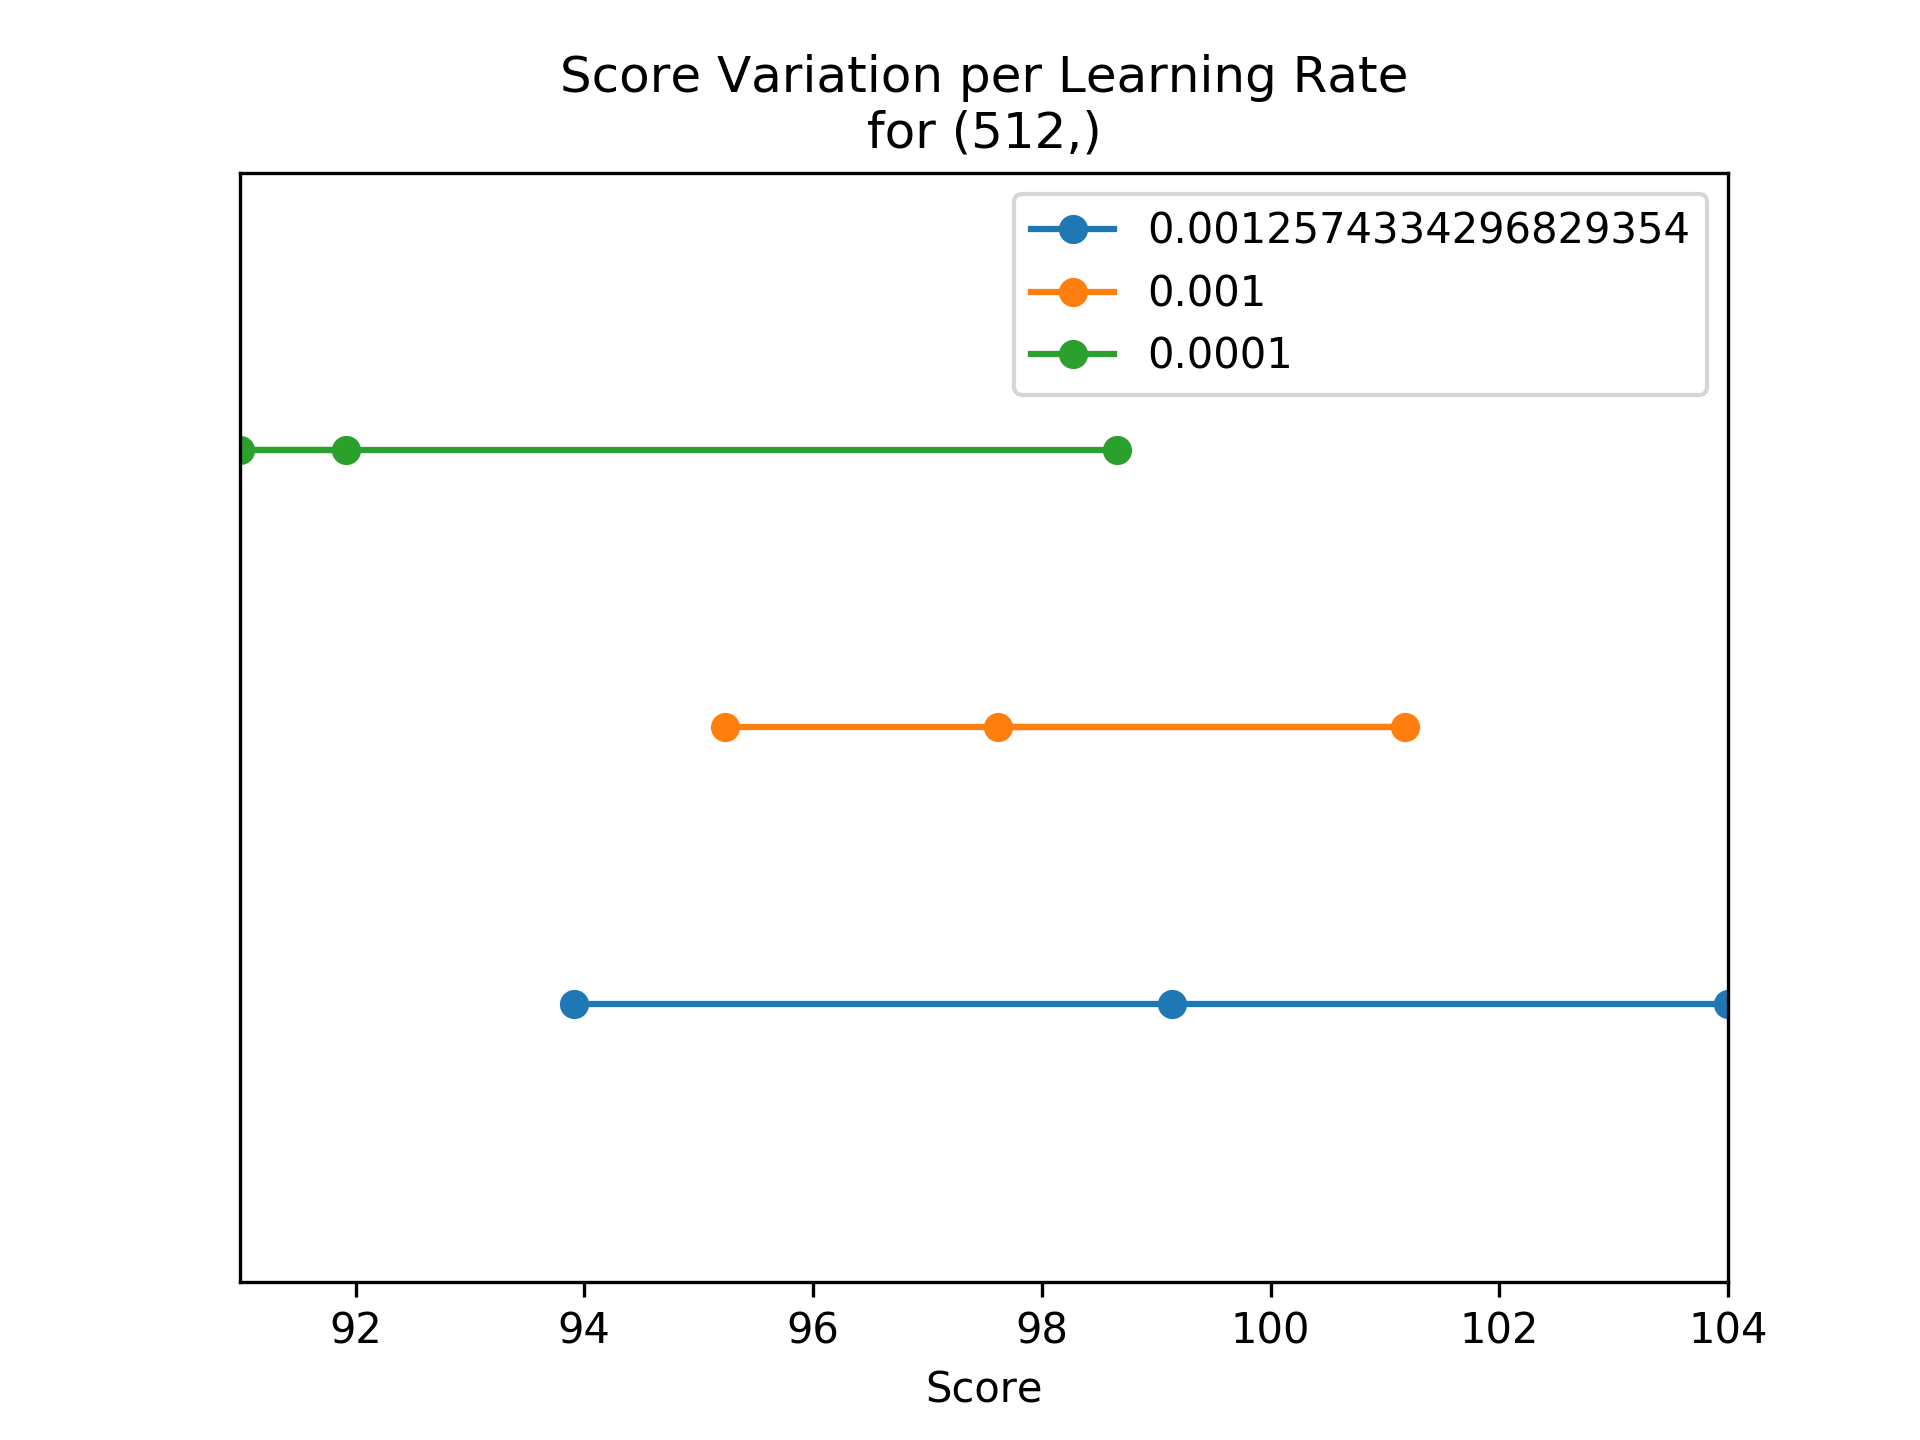 Score Variation per Learning Rate
for (512,)
0.0012574334296829354
0.001
0.0001
92 94 96 98 100 102 104
Score